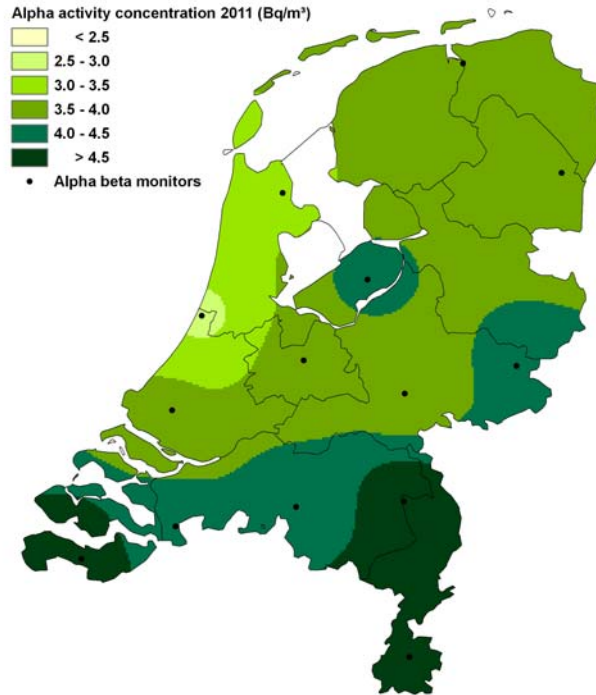 Alpha activity concentration 2011 (Bq/m³)
< 2.5
2.5 - 3.0
3.0 - 3.5
3.5 - 4.0
4.0 - 4.5
> 4.5
Alpha beta monitors